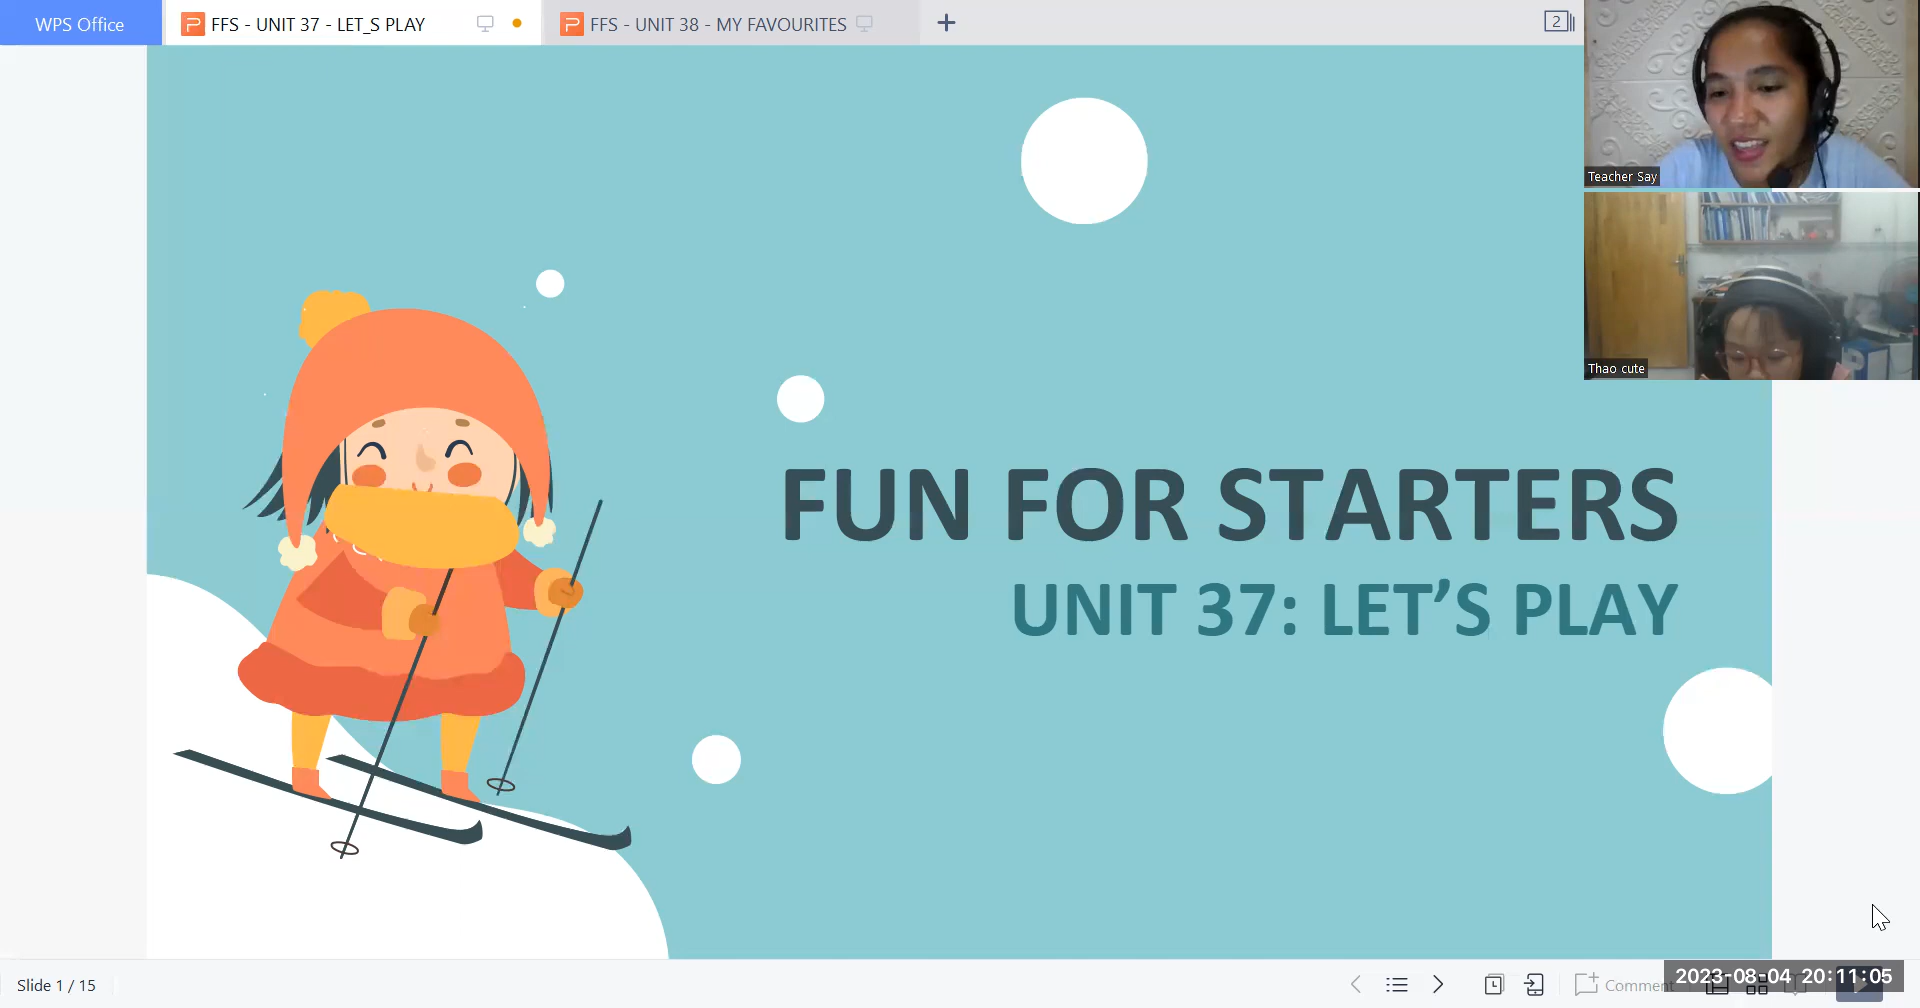 WPS Office
FFS - UNIT 37 - LET_S PLAY
FFS - UNIT 38 - MY FAVOURITES
2
Teacher Say
Thao cute
FUN FOR STARTERS
UNIT 37: LET’S PLAY
Slide 1 / 15
Comment
2023-08-04 20:11:05